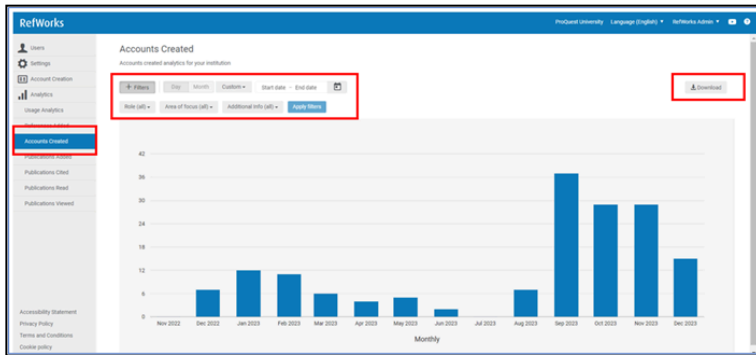 RefWorks
ProQuest University Language (English) RefWorks Admin
Users
Settings
Account Creation
Analytics
Usage Analytics
Accounts Created
Publications Added
Publications Cited
Publications Read
Publications Viewed
Accessibility Statement
Privacy Policy
Terms and Conditions
Cookie policy
Accounts Created
Accounts created analytics for your institution
+ Filters Day Month Custom Start date - End date
Download
Role (all) Area of focus (all) Additional info (all) Apply filters
42
36
30
24
18
12
6
0
Nov 2022 Dec 2022 Jan 2023 Feb 2023 Mar 2023 Apr 2023 May 2023 Jun 2023 Jul 2023 Aug 2023 Sep 2023 Oct 2023 Nov 2023 Dec 2023
Monthly